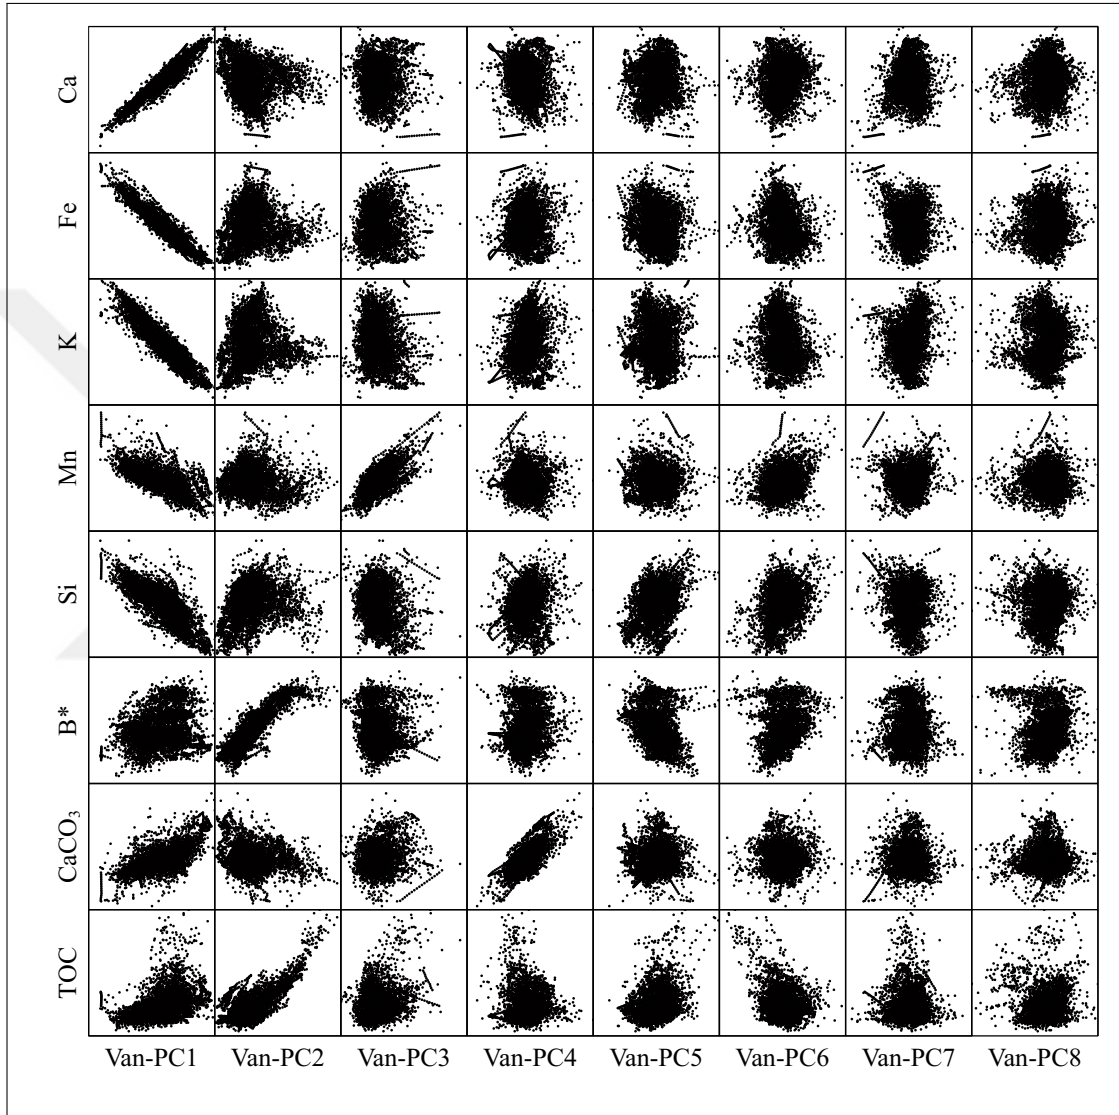 Ca
Fe
K
Mn
Si
B*
CaCO₃
TOC
Van-PC1 Van-PC2 Van-PC3 Van-PC4 Van-PC5 Van-PC6 Van-PC7 Van-PC8